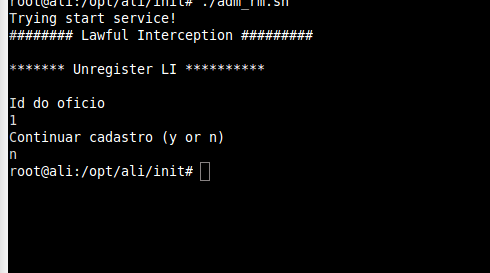 root@ali:/opt/ali/init# ./adm_rm.sh
Trying start service!
######## Lawful Interception #########
******* Unregister LI **********
Id do oficio
1
Continuar cadastro (y or n)
n
root@ali:/opt/ali/init#